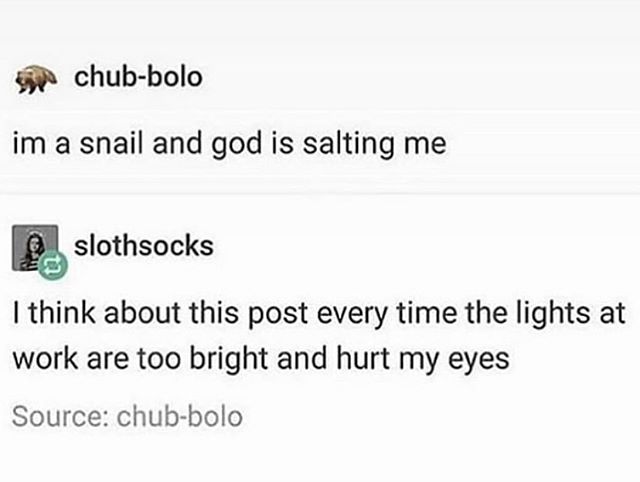 chub-bolo
im a snail and god is salting me
slothsocks
I think about this post every time the lights at
work are too bright and hurt my eyes
Source: chub-bolo